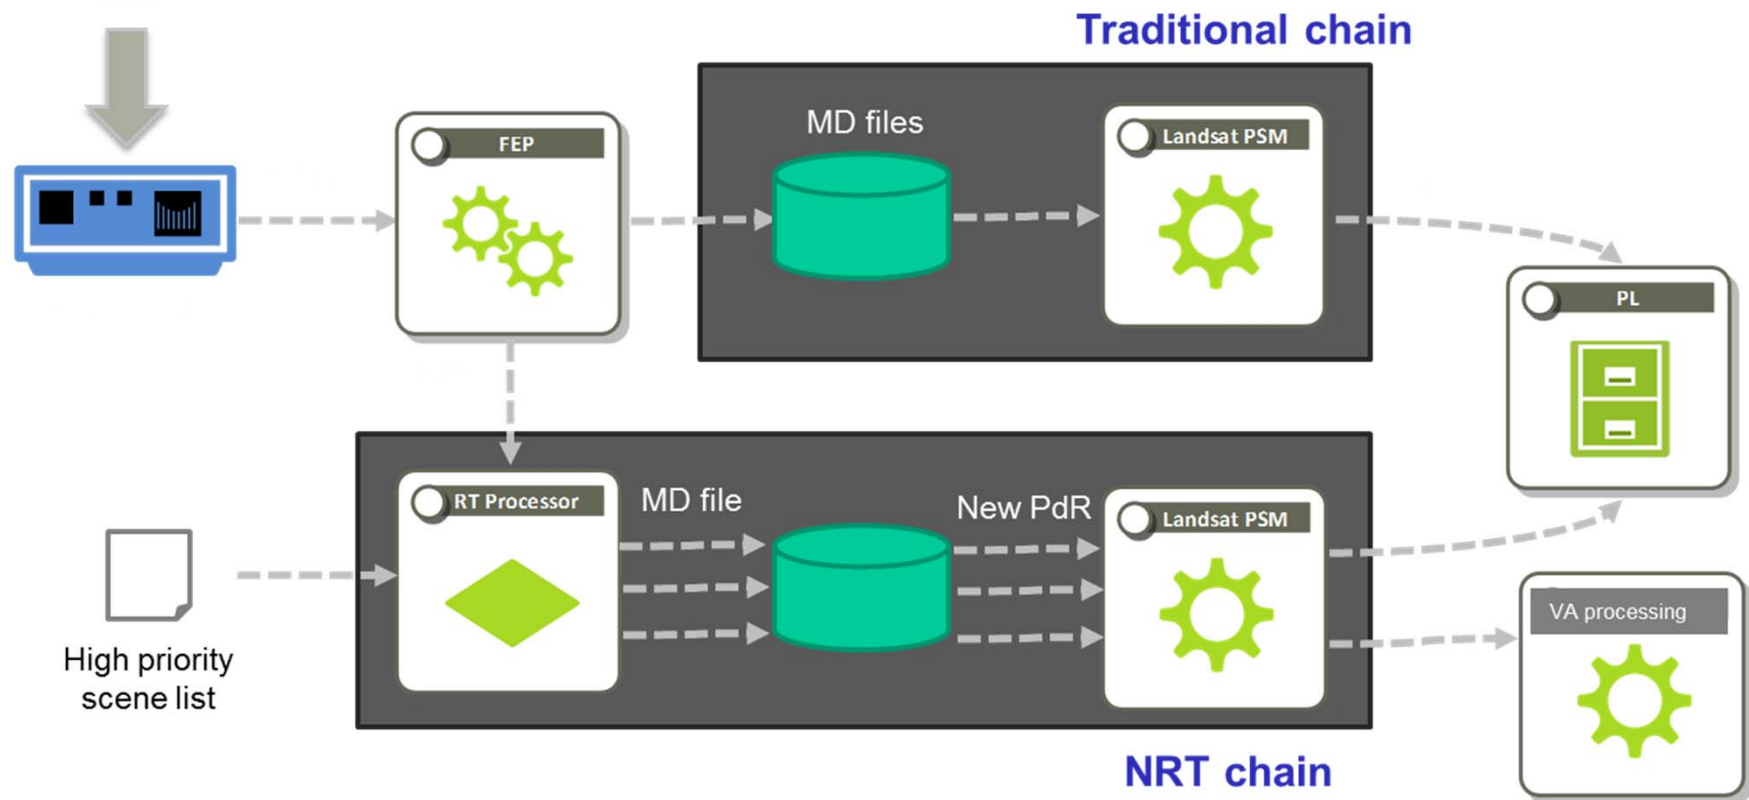 Traditional chain
MD files
FEP
Landsat PSM
PL
RT Processor
MD file
New PdR
Landsat PSM
VA processing
High priority
scene list
NRT chain